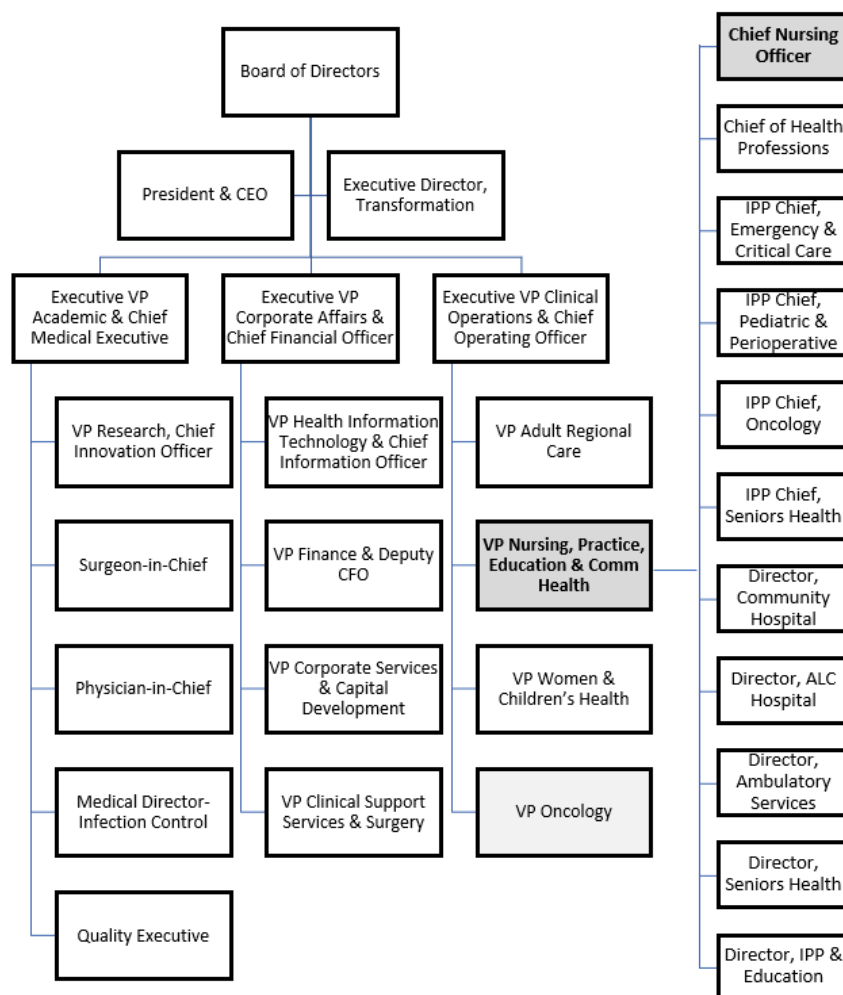 Board of Directors
President & CEO
Executive Director,
Transformation
Executive VP
Academic & Chief
Medical Executive
Executive VP
Corporate Affairs &
Chief Financial Officer
Executive VP Clinical
Operations & Chief
Operating Officer
VP Research, Chief
Innovation Officer
Surgeon-in-Chief
Physician-in-Chief
Medical Director-
Infection Control
Quality Executive
VP Health Information
Technology & Chief
Information Officer
VP Finance & Deputy
CFO
VP Corporate Services
& Capital
Development
VP Clinical Support
Services & Surgery
VP Adult Regional
Care
VP Nursing, Practice,
Education & Comm
Health
VP Women &
Children’s Health
VP Oncology
Chief Nursing
Officer
Chief of Health
Professions
IPP Chief,
Emergency &
Critical Care
IPP Chief,
Pediatric &
Perioperative
IPP Chief,
Oncology
IPP Chief,
Seniors Health
Director,
Community
Hospital
Director, ALC
Hospital
Director,
Ambulatory
Services
Director,
Seniors Health
Director, IPP &
Education